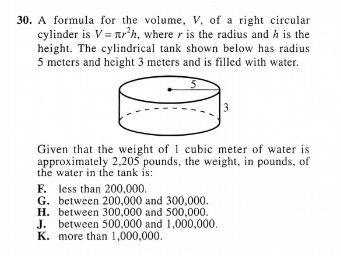 30. A formula for the volume, V, of a right circular
cylinder is V = πr²h, where r is the radius and h is the
height. The cylindrical tank shown below has radius
5 meters and height 3 meters and is filled with water.
5
3
Given that the weight of 1 cubic meter of water is
approximately 2,205 pounds, the weight, in pounds, of
the water in the tank is:
F. less than 200,000.
G. between 200,000 and 300,000.
H. between 300,000 and 500,000.
J. between 500,000 and 1,000,000.
K. more than 1,000,000.